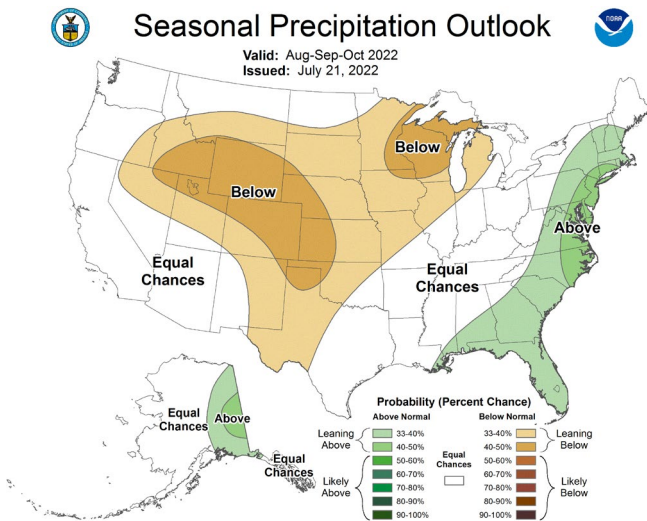 Seasonal Precipitation Outlook
NOAA
Valid: Aug-Sep-Oct 2022
Issued: July 21, 2022
Below
Below
Above
Equal
Chances
Equal
Chances
Equal
Chances
Above
Equal
Chances
Probability (Percent Chance)
Above Normal
Below Normal
Leaning
Above
33-40%
40-50%
Likely
Above
50-60%
60-70%
70-80%
80-90%
90-100%
Equal
Chances
33-40%
40-50%
Leaning
Below
50-60%
60-70%
70-80%
80-90%
90-100%
Likely
Below